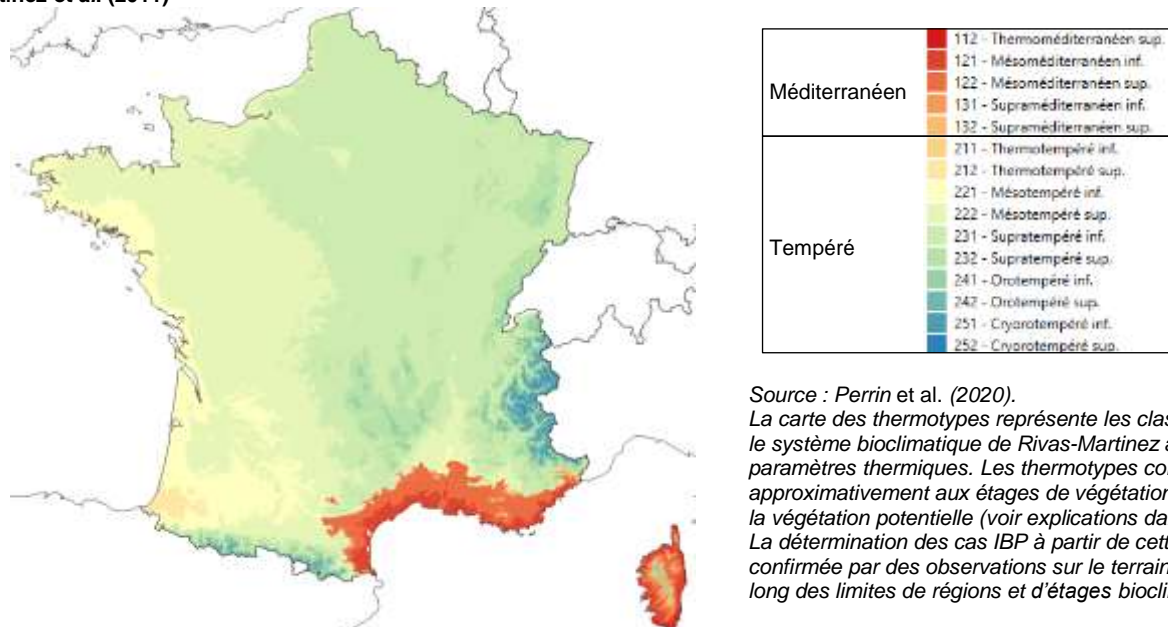 tinez et al. (2011)
Méditerranéen
112 - Thermoméditerranéen sup.
121 - Mésoméditerranéen inf.
122 - Mésoméditerranéen sup.
131 - Supraméditerranéen inf.
132 - Supraméditerranéen sup.
Tempéré
211 - Thermotempéré inf.
212 - Thermotempéré sup.
221 - Mésotempéré inf.
222 - Mésotempéré sup.
231 - Supratempéré inf.
232 - Supratempéré sup.
241 - Orotempéré inf.
242 - Orotempéré sup.
251 - Cryorotempéré inf.
252 - Cryorotempéré sup.
Source : Perrin et al. (2020).
La carte des thermotypes représente les clas
le système bioclimatique de Rivas-Martinez
paramètres thermiques. Les thermotypes co
approximativement aux étages de végétation
la végétation potentielle (voir explications da
La détermination des cas IBP à partir de cett
confirmée par des observations sur le terrain
long des limites de régions et d'étages biocli